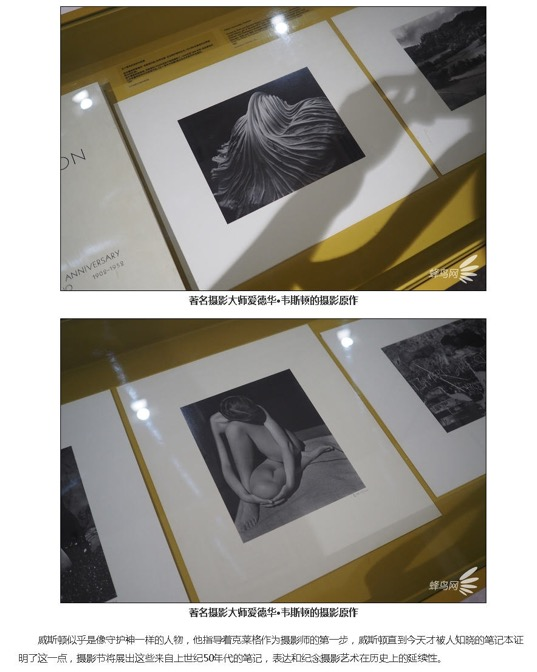 ON
ANNIVERSARY
1902-1958
蜂鸟网
著名摄影大师爱德华•韦斯顿的摄影原作
蜂鸟网
著名摄影大师爱德华•韦斯顿的摄影原作
威斯顿似乎是像守护神一样的人物，他指导着克莱格作为摄影师的第一步，威斯顿直到今天才被人知晓的笔记本证
明了这一点，摄影节将展出这些来自上世纪50年代的笔记，表达和纪念摄影艺术在历史上的延续性。